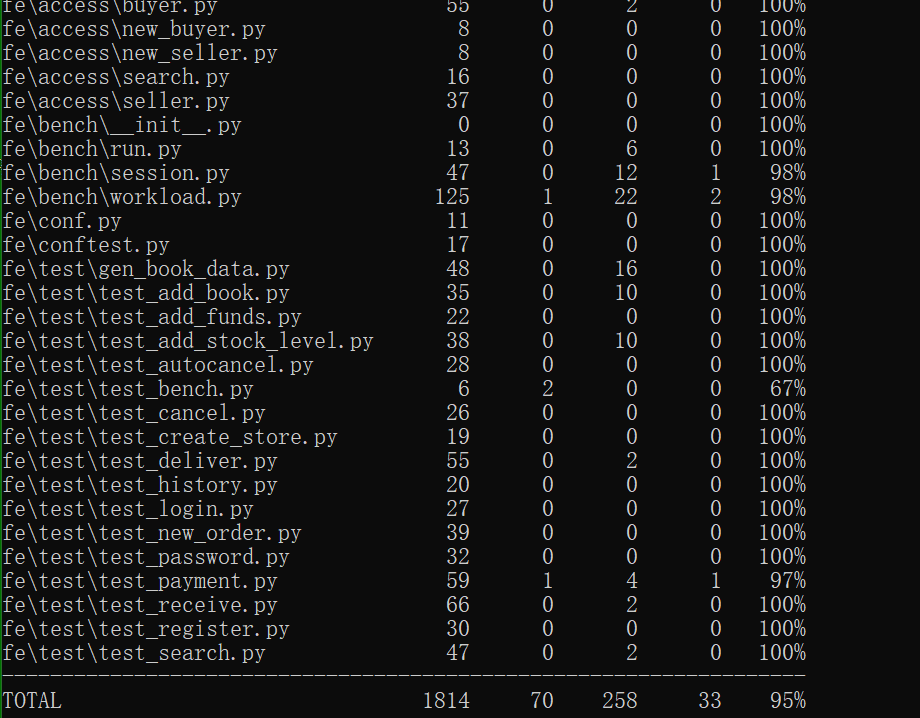 fe\access\buyer.py 55 0 2 0 100%
fe\access\new_buyer.py 8 0 0 0 100%
fe\access\new_seller.py 8 0 0 0 100%
fe\access\search.py 16 0 0 0 100%
fe\access\seller.py 37 0 0 0 100%
fe\bench\__init__.py 0 0 0 0 100%
fe\bench\run.py 13 0 6 0 100%
fe\bench\session.py 47 0 12 1 98%
fe\bench\workload.py 125 1 22 2 98%
fe\conf.py 11 0 0 0 100%
fe\conftest.py 17 0 0 0 100%
fe\test\gen_book_data.py 48 0 16 0 100%
fe\test\test_add_book.py 35 0 10 0 100%
fe\test\test_add_funds.py 22 0 0 0 100%
fe\test\test_add_stock_level.py 38 0 10 0 100%
fe\test\test_autocancel.py 28 0 0 0 100%
fe\test\test_bench.py 6 2 0 0 67%
fe\test\test_cancel.py 26 0 0 0 100%
fe\test\test_create_store.py 19 0 0 0 100%
fe\test\test_deliver.py 55 0 2 0 100%
fe\test\test_history.py 20 0 0 0 100%
fe\test\test_login.py 27 0 0 0 100%
fe\test\test_new_order.py 39 0 0 0 100%
fe\test\test_password.py 32 0 0 0 100%
fe\test\test_payment.py 59 1 4 1 97%
fe\test\test_receive.py 66 0 2 0 100%
fe\test\test_register.py 30 0 0 0 100%
fe\test\test_search.py 47 0 2 0 100%
-------------------------------------------------------------------
TOTAL 1814 70 258 33 95%